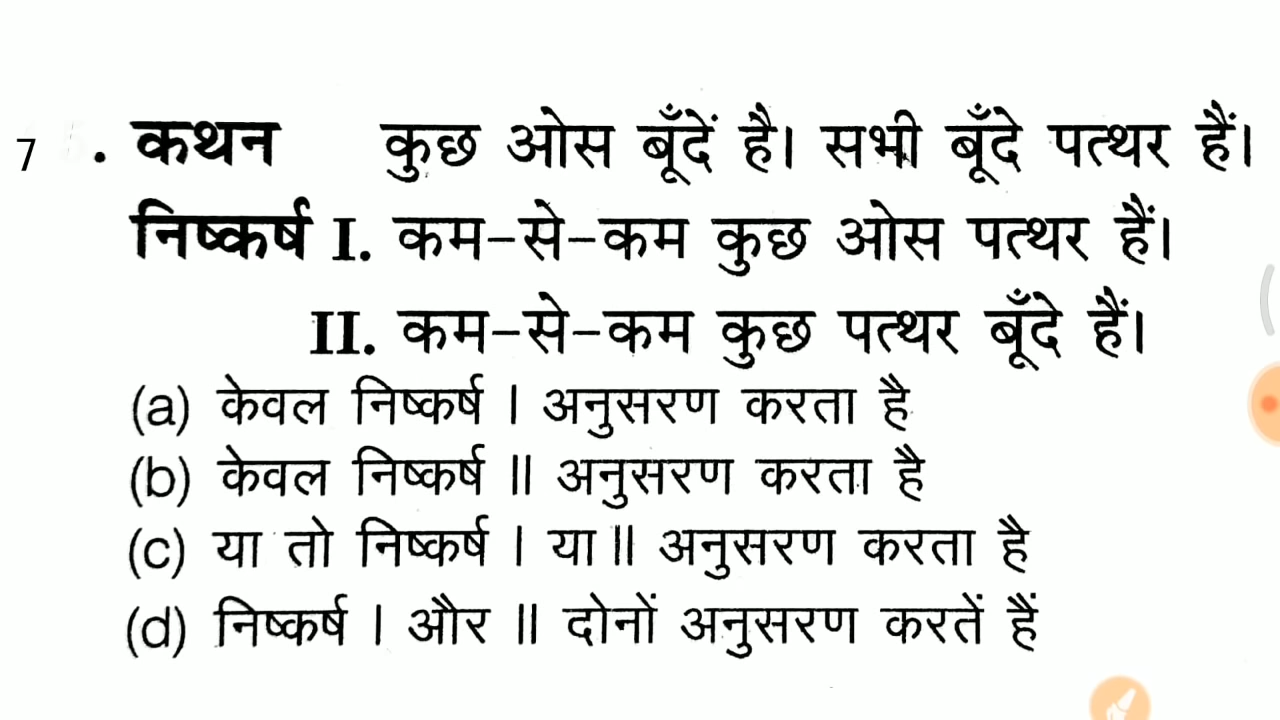 7 . कथन कुछ ओस बूँदें है। सभी बूँदे पत्थर हैं।
निष्कर्ष I. कम-से-कम कुछ ओस पत्थर हैं।
II. कम-से-कम कुछ पत्थर बूँदे हैं।
(a) केवल निष्कर्ष I अनुसरण करता है
(b) केवल निष्कर्ष II अनुसरण करता है
(c) या तो निष्कर्ष I या II अनुसरण करता है
(d) निष्कर्ष I और II दोनों अनुसरण करतें हैं